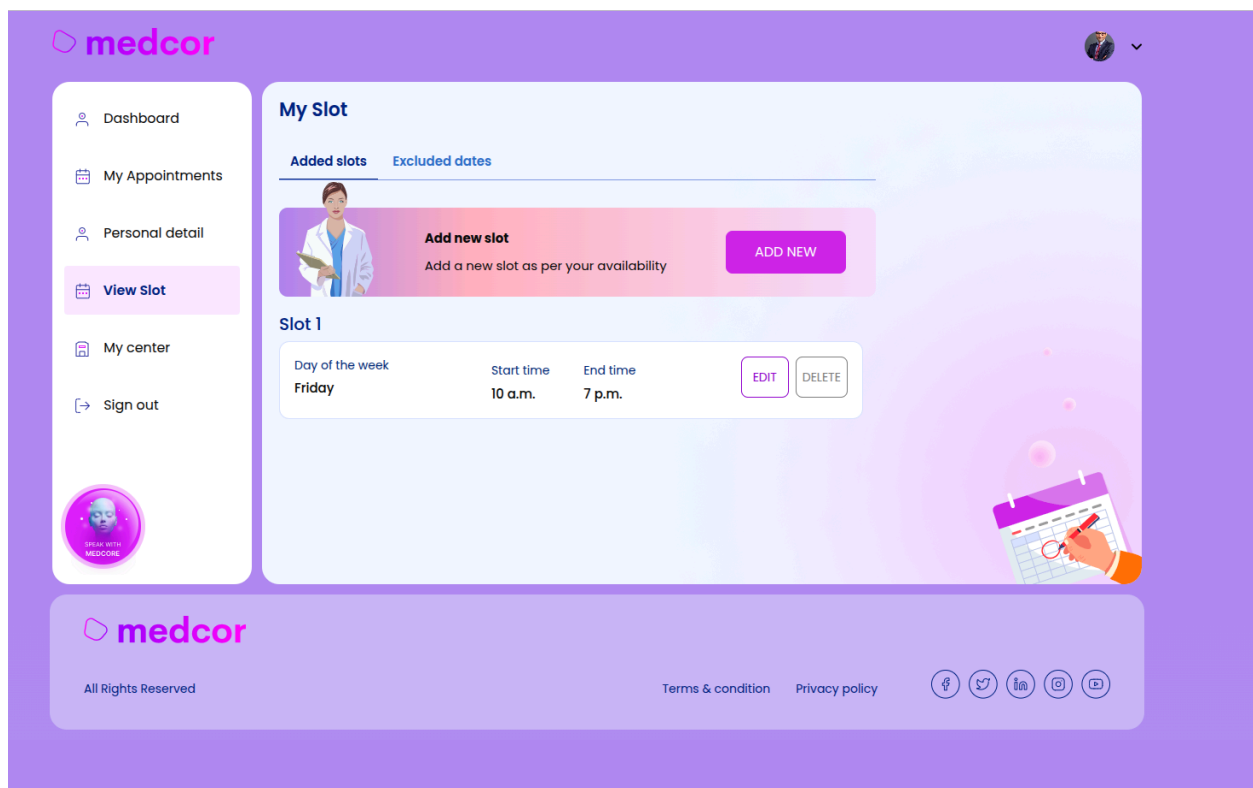 medcor
Dashboard
My Appointments
Personal detail
View Slot
My center
Sign out
SPEAK WITH
MEDCORE
My Slot
Added slots Excluded dates
Add new slot
Add a new slot as per your availability
ADD NEW
Slot 1
Day of the week Start time End time
Friday 10 a.m. 7 p.m.
EDIT DELETE
medcor
All Rights Reserved Terms & condition Privacy policy